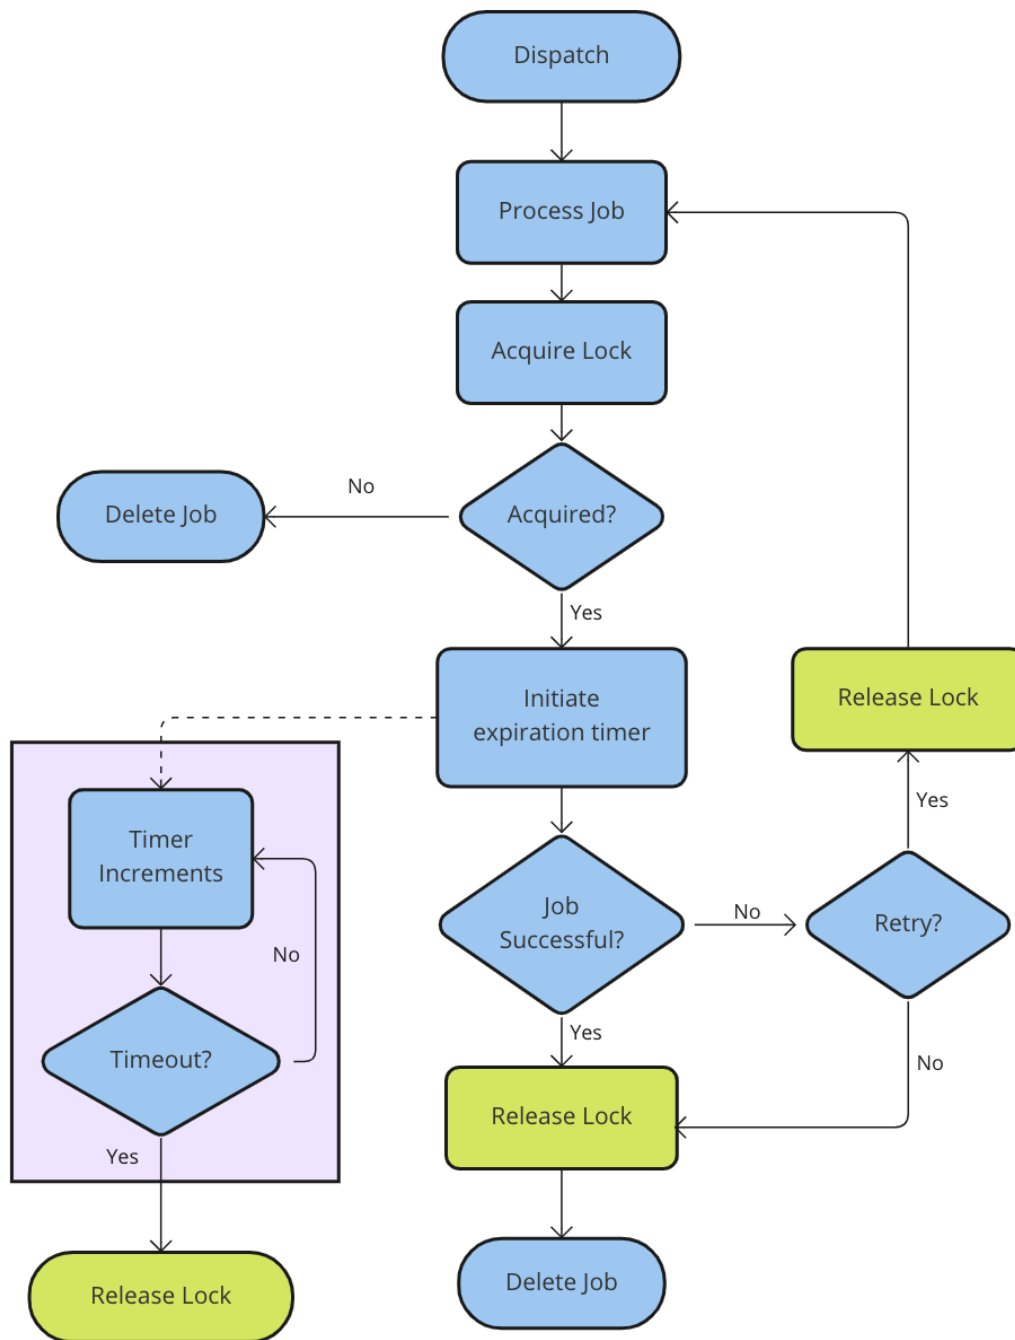 Dispatch
Process Job
Acquire Lock
Acquired?
No
Delete Job
Yes
Initiate
expiration timer
Release Lock
Yes
Timer
Increments
No
Job
Successful?
No
Retry?
Timeout?
Yes
No
Release Lock
Yes
Delete Job
Release Lock